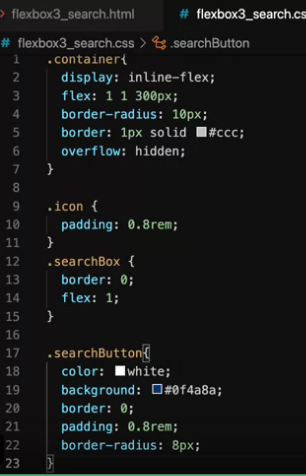 flexbox3_search.html # flexbox3_search.cs
# flexbox3_search.css > .searchButton
1 .container{
2 display: inline-flex;
3 flex: 1 1 300px;
4 border-radius: 10px;
5 border: 1px solid #ccc;
6 overflow: hidden;
7 }
8
9 .icon {
10 padding: 0.8rem;
11 }
12 .searchBox {
13 border: 0;
14 flex: 1;
15 }
16
17 .searchButton{
18 color: white;
19 background: #0f4a8a;
20 border: 0;
21 padding: 0.8rem;
22 border-radius: 8px;
23 }